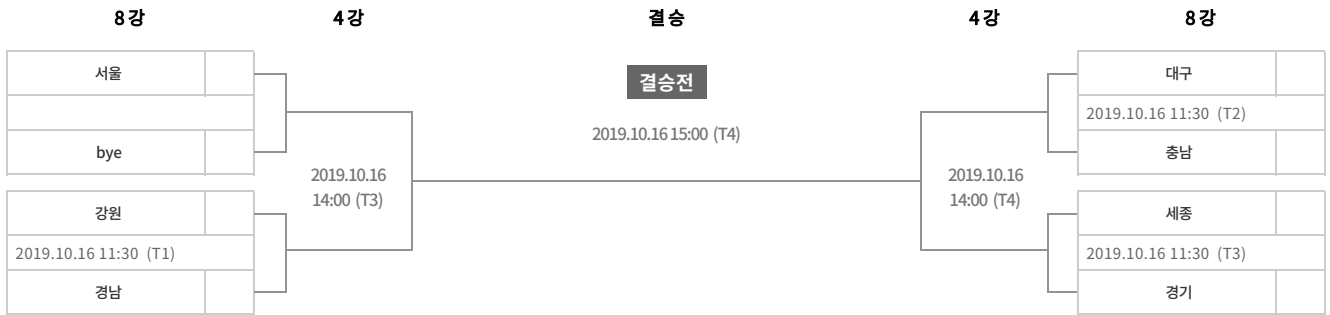 8강 4강 결승 4강 8강
서울
bye
강원
2019.10.16 11:30 (T1)
경남
2019.10.16
14:00 (T3)
결승전
2019.10.16 15:00 (T4)
2019.10.16
14:00 (T4)
대구
2019.10.16 11:30 (T2)
충남
세종
2019.10.16 11:30 (T3)
경기